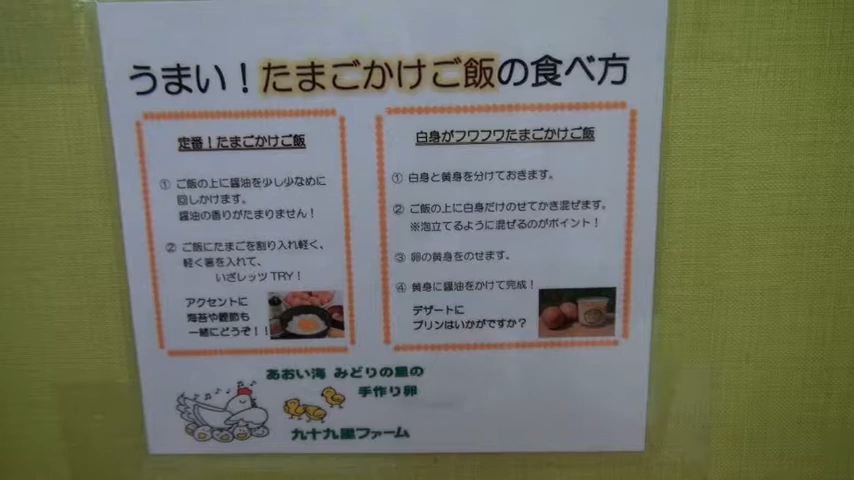 うまい！たまごかけご飯の食べ方
定番！たまごかけご飯
① ご飯の上に醤油を少し少なめに
回しかけます。
醤油の香りがたまりません！
② ご飯にたまごを割り入れ軽く、
軽く箸を入れて、
いざレッツTRY！
アクセントに
海苔や鰹節も
一緒にどうぞ！！
白身がフワフワたまごかけご飯
① 白身と黄身を分けておきます。
② ご飯の上に白身だけのせてかき混ぜます。
※泡立てるように混ぜるのがポイント！
③ 卵の黄身をのせます。
④ 黄身に醤油をかけて完成！
デザートに
プリンはいかがですか？
あおい海 みどりの里の
手作り卵
九十九里ファーム